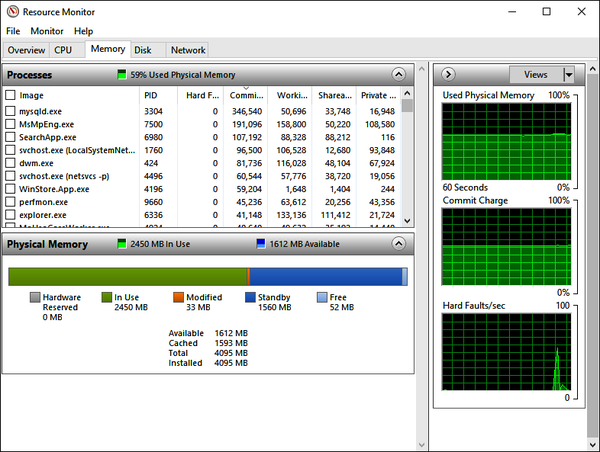 Resource Monitor
File Monitor Help
Overview CPU Memory Disk Network
Processes 59% Used Physical Memory
Image PID Hard F... Commi... Worki... Sharea... Private ...
mysqld.exe 3304 0 346,540 50,696 33,748 16,948
MsMpEng.exe 7500 0 191,096 158,800 50,220 108,580
SearchApp.exe 6980 0 107,192 88,328 88,212 116
svchost.exe (LocalSystemNet... 1760 0 96,500 106,528 12,680 93,848
dwm.exe 424 0 81,736 116,028 48,104 67,924
svchost.exe (netsvcs -p) 4496 0 60,544 57,776 38,720 19,056
WinStore.App.exe 4196 0 59,204 1,648 1,404 244
perfmon.exe 9660 0 45,236 63,612 20,256 43,356
explorer.exe 6336 0 41,148 133,136 111,412 21,724
Physical Memory 2450 MB In Use 1612 MB Available
Hardware Reserved In Use Modified Standby Free
0 MB 2450 MB 33 MB 1560 MB 52 MB
Available 1612 MB
Cached 1593 MB
Total 4095 MB
Installed 4095 MB
Views
Used Physical Memory 100%
60 Seconds 0%
Commit Charge 100%
0%
Hard Faults/sec 100
0